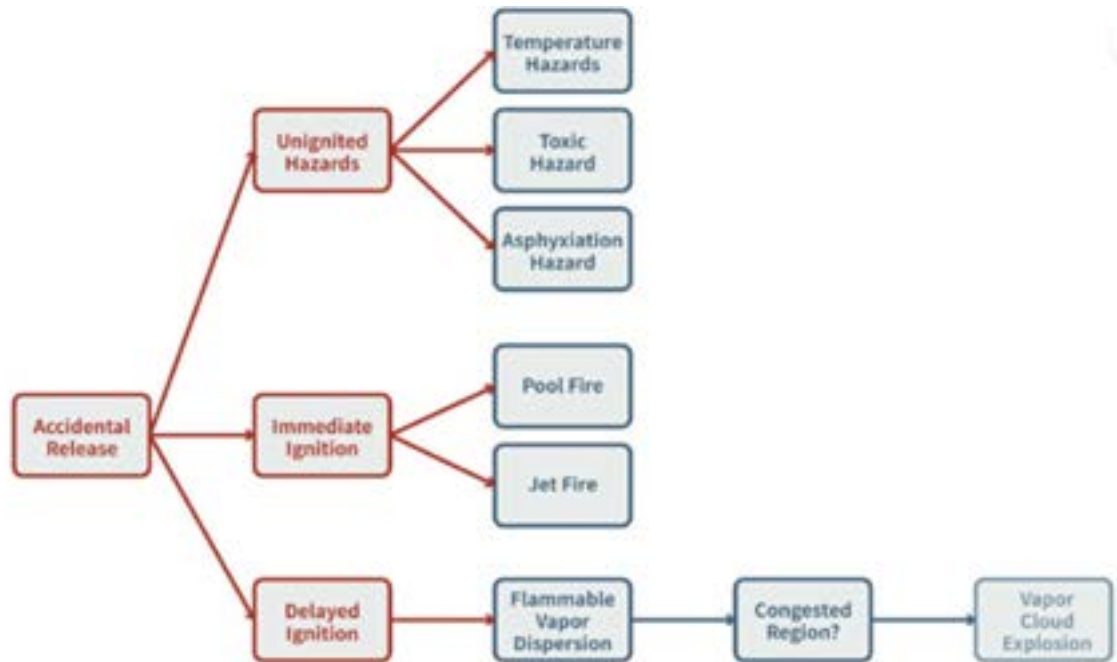 Temperature
Hazards
Unignited
Hazards
Toxic
Hazard
Asphyxiation
Hazard
Accidental
Release
Immediate
Ignition
Pool Fire
Jet Fire
Delayed
Ignition
Flammable
Vapor
Dispersion
Congested
Region?
Vapor
Cloud
Explosion